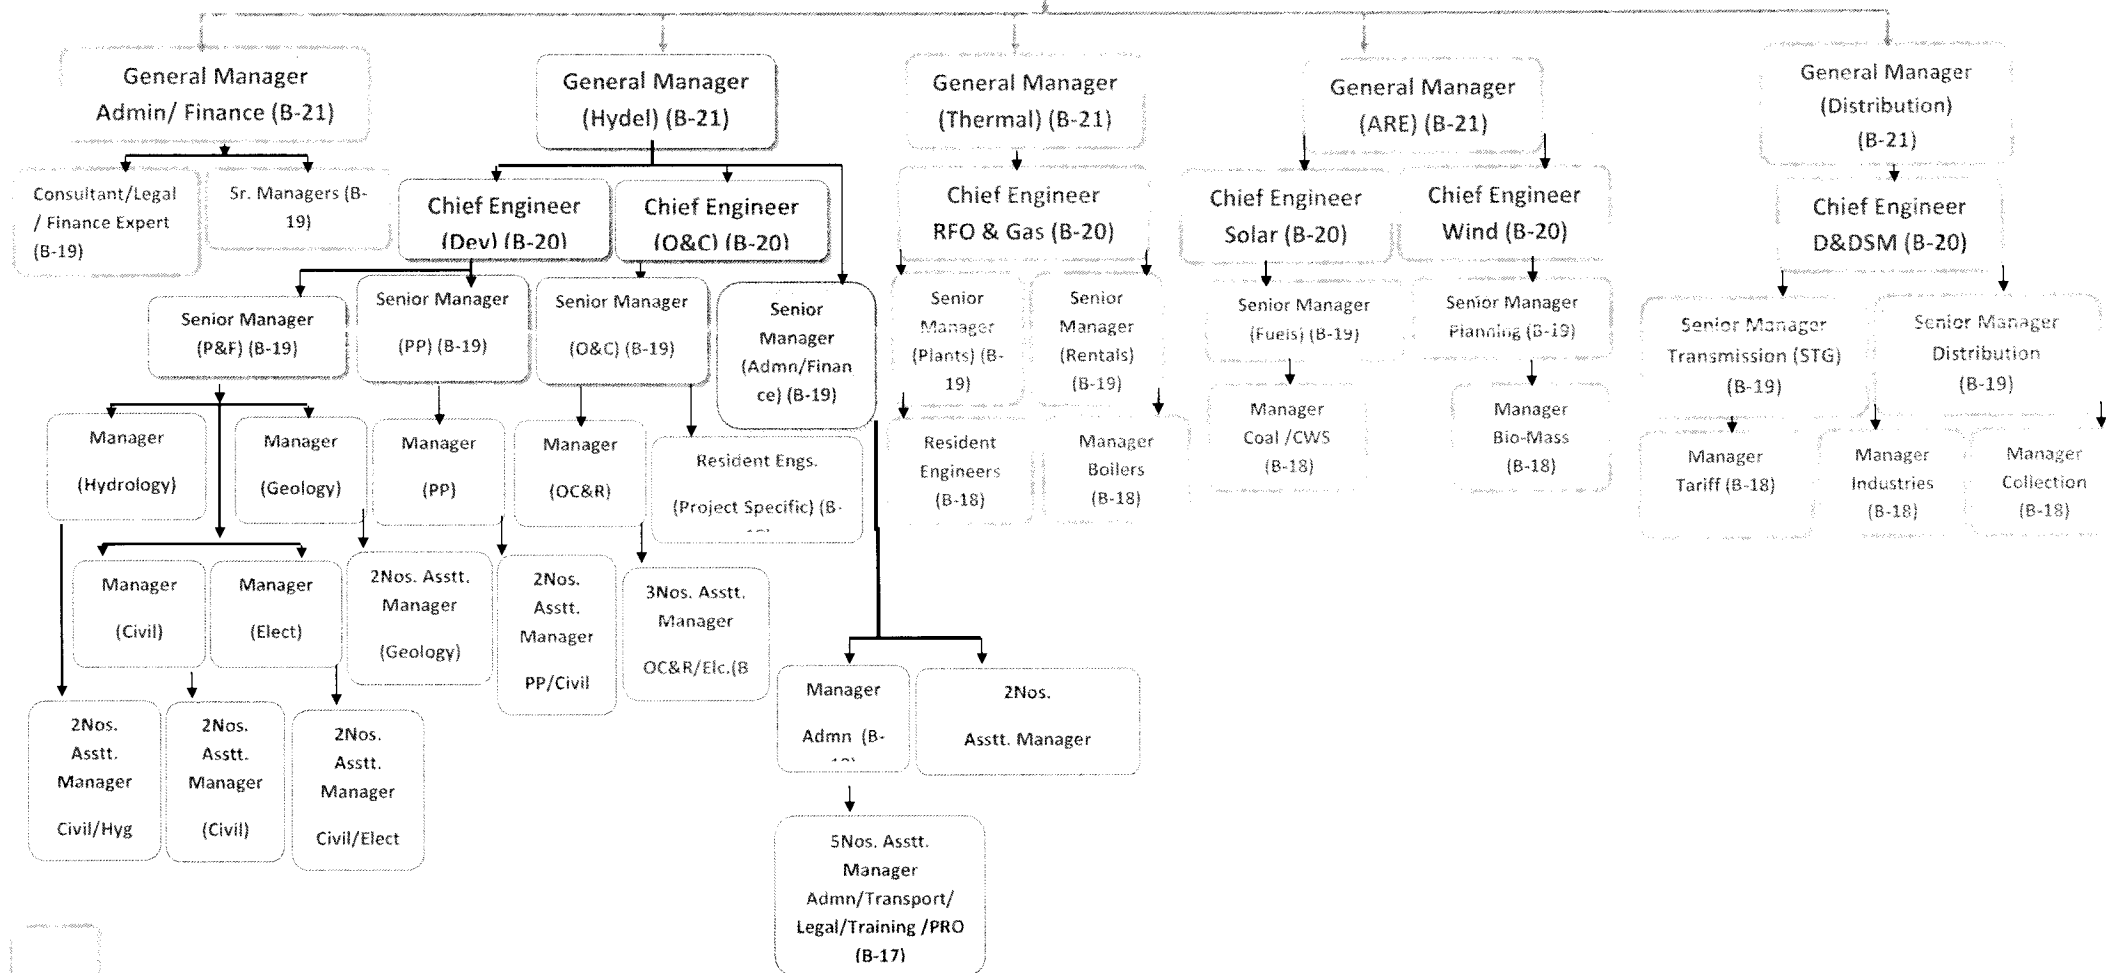 General Manager
Admin/ Finance (B-21)
General Manager
(Hydel) (B-21)
General Manager
(Thermal) (B-21)
General Manager
(ARE) (B-21)
General Manager
(Distribution)
(B-21)
Consultant/Legal
/ Finance Expert
(B-19)
Sr. Managers (B-
19)
Chief Engineer
(Dev) (B-20)
Chief Engineer
(O&C) (B-20)
Chief Engineer
RFO & Gas (B-20)
Chief Engineer
Solar (B-20)
Chief Engineer
Wind (B-20)
Chief Engineer
D&DSM (B-20)
Senior Manager
(P&F) (B-19)
Senior Manager
(PP) (B-19)
Senior Manager
(O&C) (B-19)
Senior
Manager
(Admn/Finan
ce) (B-19)
Senior
Manager
(Plants) (B-
19)
Senior
Manager
(Rentals)
(B-19)
Senior Manager
(Fuels) (B-19)
Senior Manager
Planning (B-19)
Senior Manager
Transmission (STG)
(B-19)
Senior Manager
Distribution
(B-19)
Manager
(Hydrology)
Manager
(Geology)
Manager
(PP)
Manager
(OC&R)
Resident Engs.
(Project Specific) (B-
Resident
Engineers
(B-18)
Manager
Boilers
(B-18)
Manager
Coal /CWS
(B-18)
Manager
Bio-Mass
(B-18)
Manager
Tariff (B-18)
Manager
Industries
(B-18)
Manager
Collection
(B-18)
Manager
(Civil)
Manager
(Elect)
2Nos. Asstt.
Manager
(Geology)
2Nos.
Asstt.
Manager
PP/Civil
3Nos. Asstt.
Manager
OC&R/Elc.(B
Manager
Admn (B-
2Nos.
Asstt. Manager
2Nos.
Asstt.
Manager
Civil/Hyg
2Nos.
Asstt.
Manager
(Civil)
2Nos.
Asstt.
Manager
Civil/Elect
5Nos. Asstt.
Manager
Admn/Transport/
Legal/Training /PRO
(B-17)